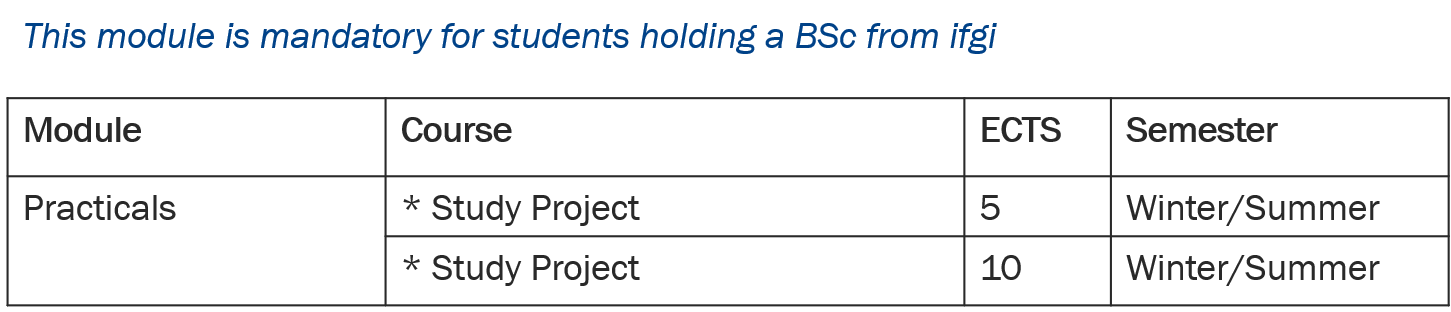 This module is mandatory for students holding a BSc from ifgi
Module Course ECTS Semester
Practicals * Study Project 5 Winter/Summer
* Study Project 10 Winter/Summer